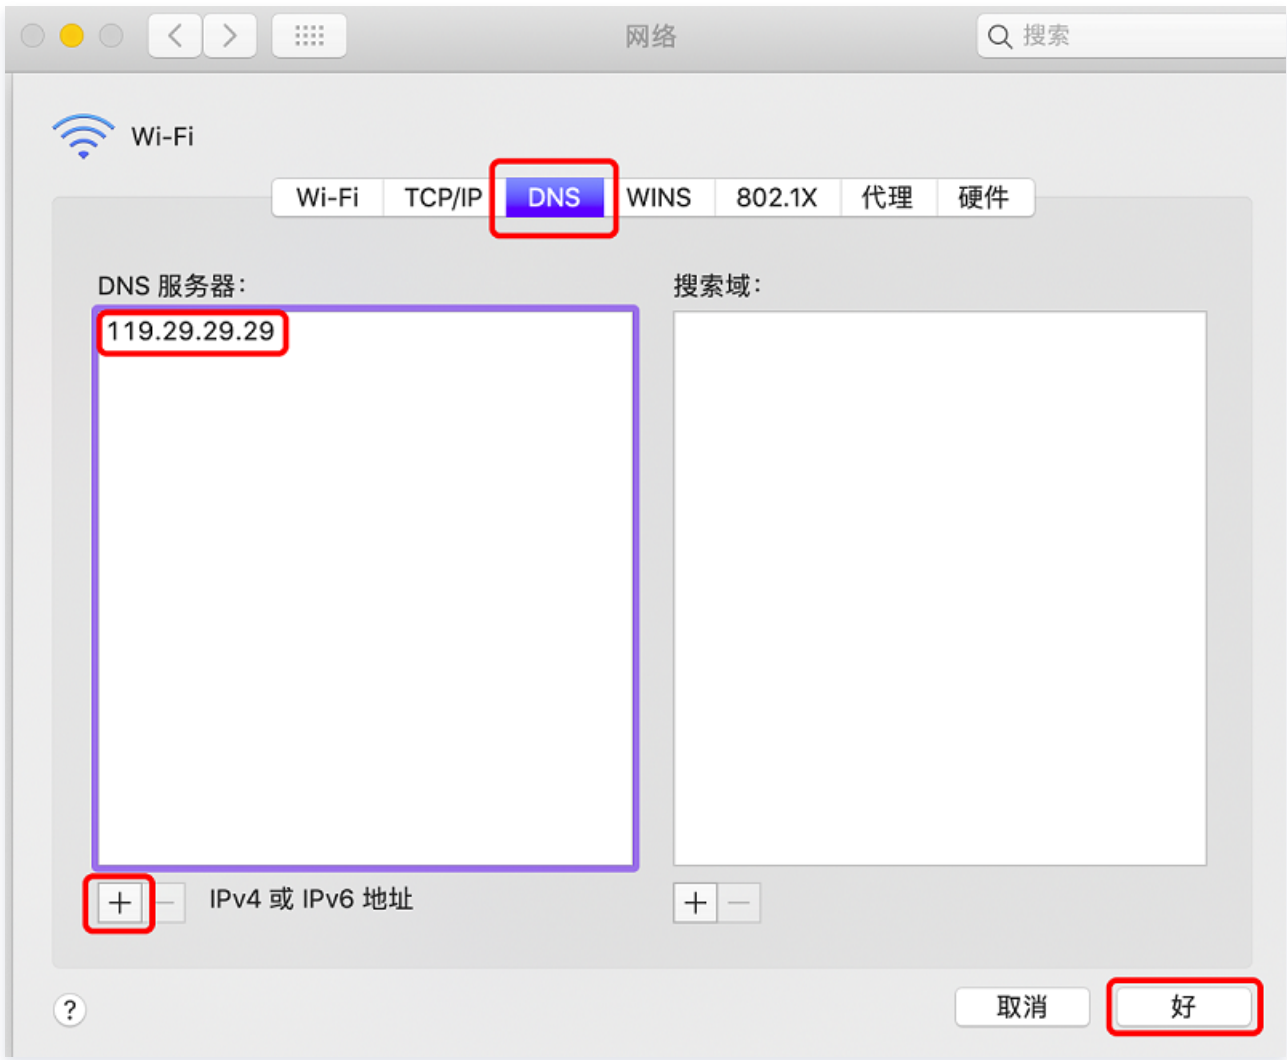 网络
搜索
Wi-Fi
Wi-Fi TCP/IP DNS WINS 802.1X 代理 硬件
DNS 服务器：
搜索域：
119.29.29.29
+ − IPv4 或 IPv6 地址
+ −
?
取消
好